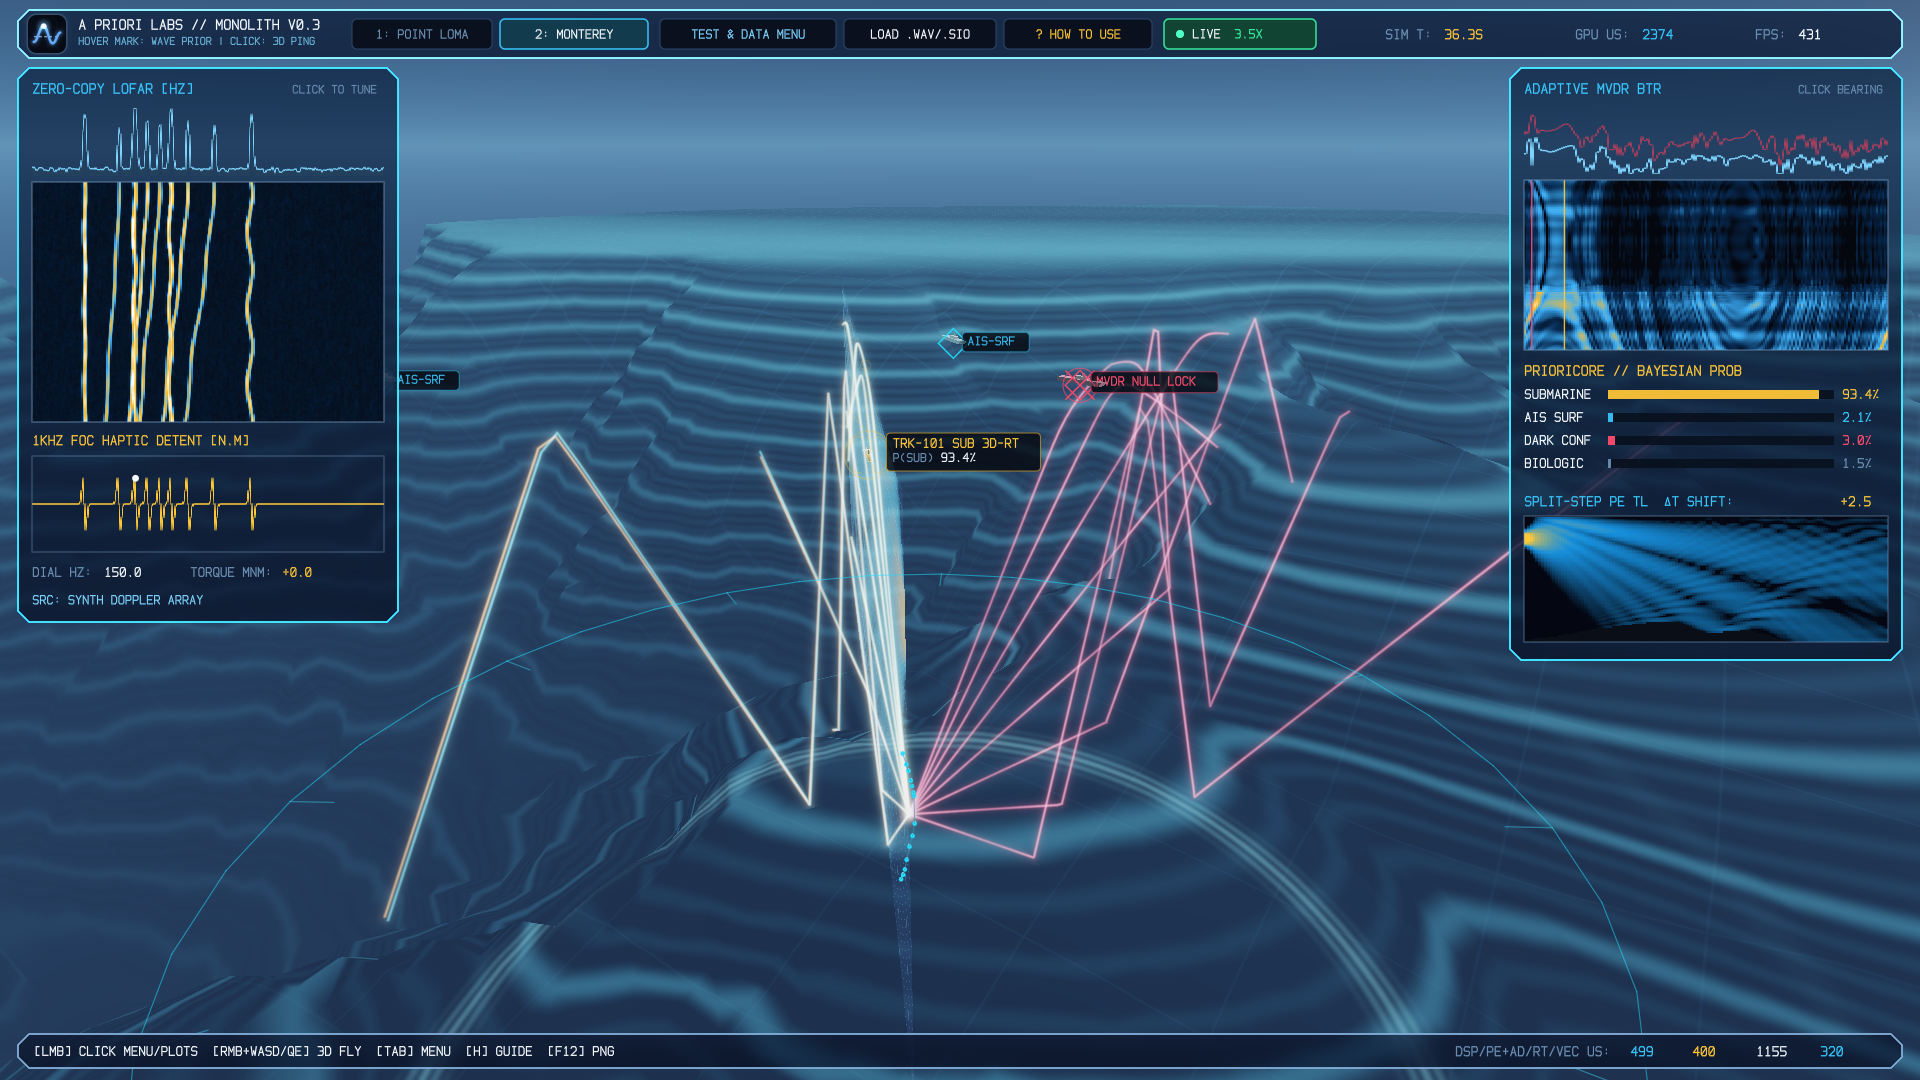 A PRIORI LABS // MONOLITH V0.3
HOVER MARK: WAVE PRIOR | CLICK: 3D PING
1: POINT LOMA
2: MONTEREY
TEST & DATA MENU
LOAD .WAV/.SIO
? HOW TO USE
LIVE 3.5X
SIM T: 36.3S
GPU US: 2374
FPS: 431
ZERO-COPY LOFAR [HZ]
CLICK TO TUNE
1KHZ FOC HAPTIC DETENT [N.M]
DIAL HZ: 150.0
TORQUE MNM: +0.0
SRC: SYNTH DOPPLER ARRAY
AIS-SRF
AIS-SRF
MVDR NULL LOCK
TRK-101 SUB 3D-RT
P(SUB) 93.4%
ADAPTIVE MVDR BTR
CLICK BEARING
PRIORICORE // BAYESIAN PROB
SUBMARINE 93.4%
AIS SURF 2.1%
DARK CONF 3.0%
BIOLOGIC 1.5%
SPLIT-STEP PE TL ΔT SHIFT: +2.5
[LMB] CLICK MENU/PLOTS [RMB+WASD/QE] 3D FLY [TAB] MENU [H] GUIDE [F12] PNG
DSP/PE+AD/RT/VEC US: 499 400 1155 320